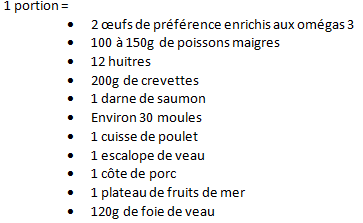 1 portion =
• 2 œufs de préférence enrichis aux omégas 3
• 100 à 150g de poissons maigres
• 12 huitres
• 200g de crevettes
• 1 darne de saumon
• Environ 30 moules
• 1 cuisse de poulet
• 1 escalope de veau
• 1 côte de porc
• 1 plateau de fruits de mer
• 120g de foie de veau